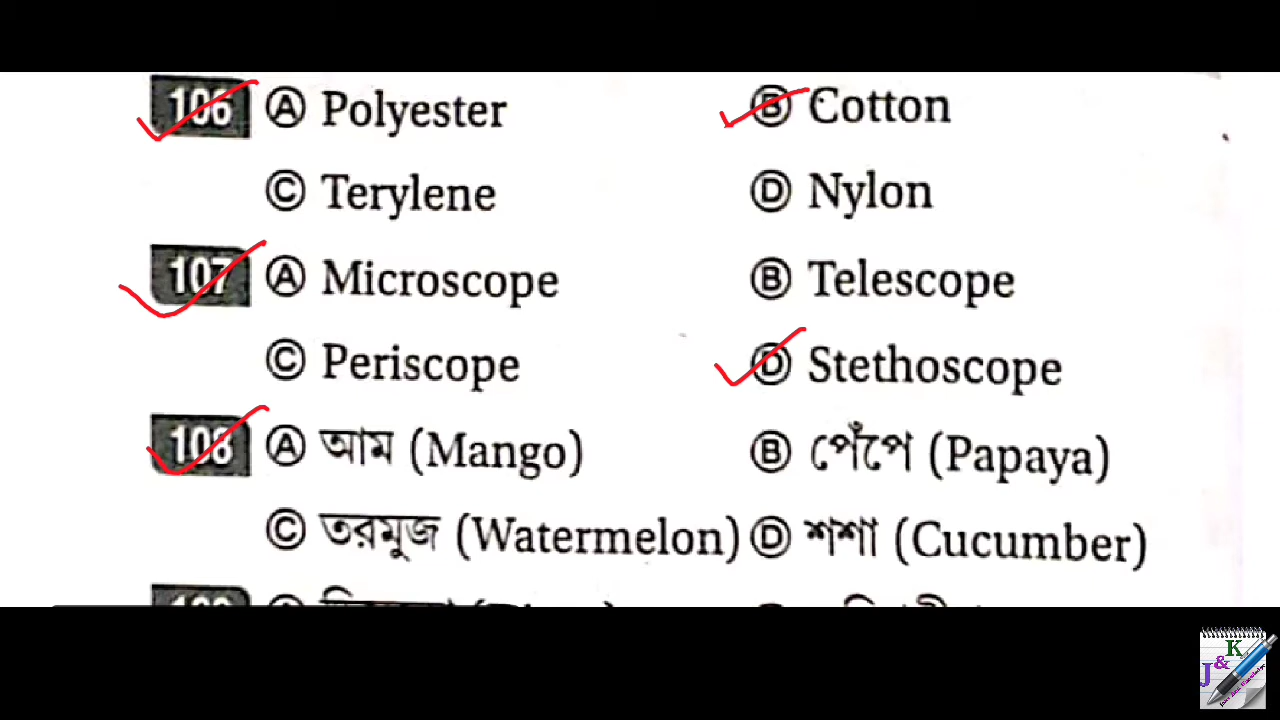 106 Ⓐ Polyester Ⓑ Cotton
Ⓒ Terylene Ⓓ Nylon
107 Ⓐ Microscope Ⓑ Telescope
Ⓒ Periscope Ⓓ Stethoscope
108 Ⓐ আম (Mango) Ⓑ পেঁপে (Papaya)
Ⓒ তরমুজ (Watermelon) Ⓓ শশা (Cucumber)
J&K